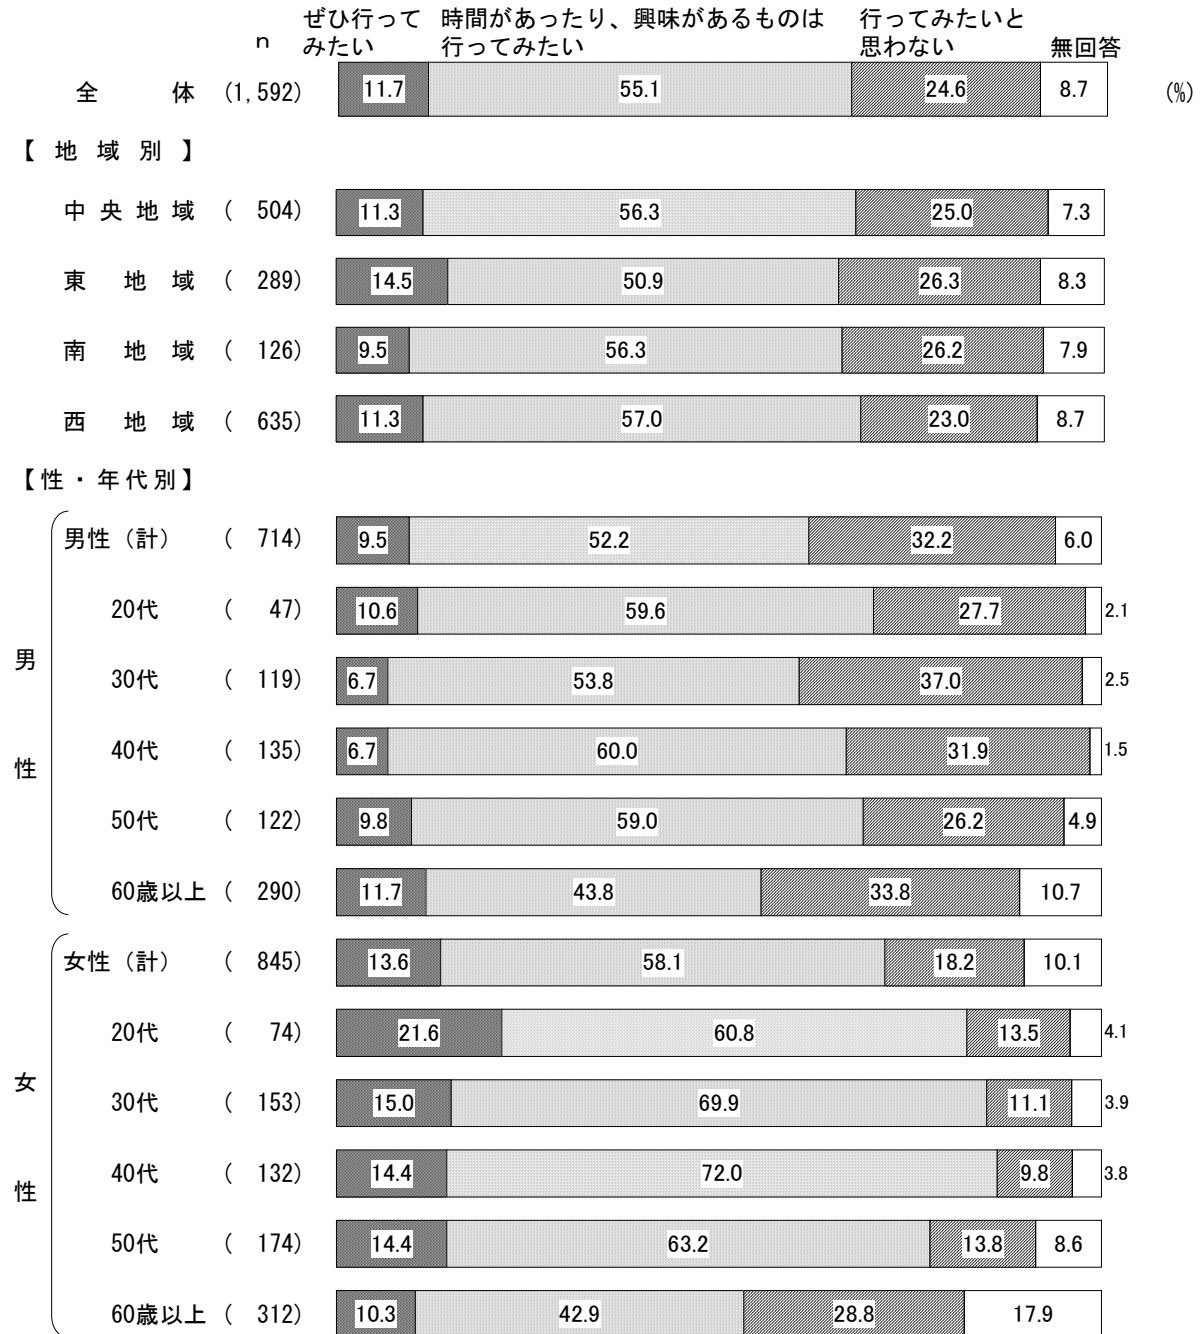 ぜひ行って 時間があったり、興味があるものは 行ってみたいと
n みたい 行ってみたい 思わない 無回答
全 体 (1,592) 11.7 55.1 24.6 8.7 (%)
【 地 域 別 】
中 央 地 域 ( 504) 11.3 56.3 25.0 7.3
東 地 域 ( 289) 14.5 50.9 26.3 8.3
南 地 域 ( 126) 9.5 56.3 26.2 7.9
西 地 域 ( 635) 11.3 57.0 23.0 8.7
【性・年代別】
男性（計） ( 714) 9.5 52.2 32.2 6.0
20代 ( 47) 10.6 59.6 27.7 2.1
男
30代 ( 119) 6.7 53.8 37.0 2.5
40代 ( 135) 6.7 60.0 31.9 1.5
性
50代 ( 122) 9.8 59.0 26.2 4.9
60歳以上 ( 290) 11.7 43.8 33.8 10.7
女性（計） ( 845) 13.6 58.1 18.2 10.1
20代 ( 74) 21.6 60.8 13.5 4.1
女
30代 ( 153) 15.0 69.9 11.1 3.9
40代 ( 132) 14.4 72.0 9.8 3.8
性
50代 ( 174) 14.4 63.2 13.8 8.6
60歳以上 ( 312) 10.3 42.9 28.8 17.9